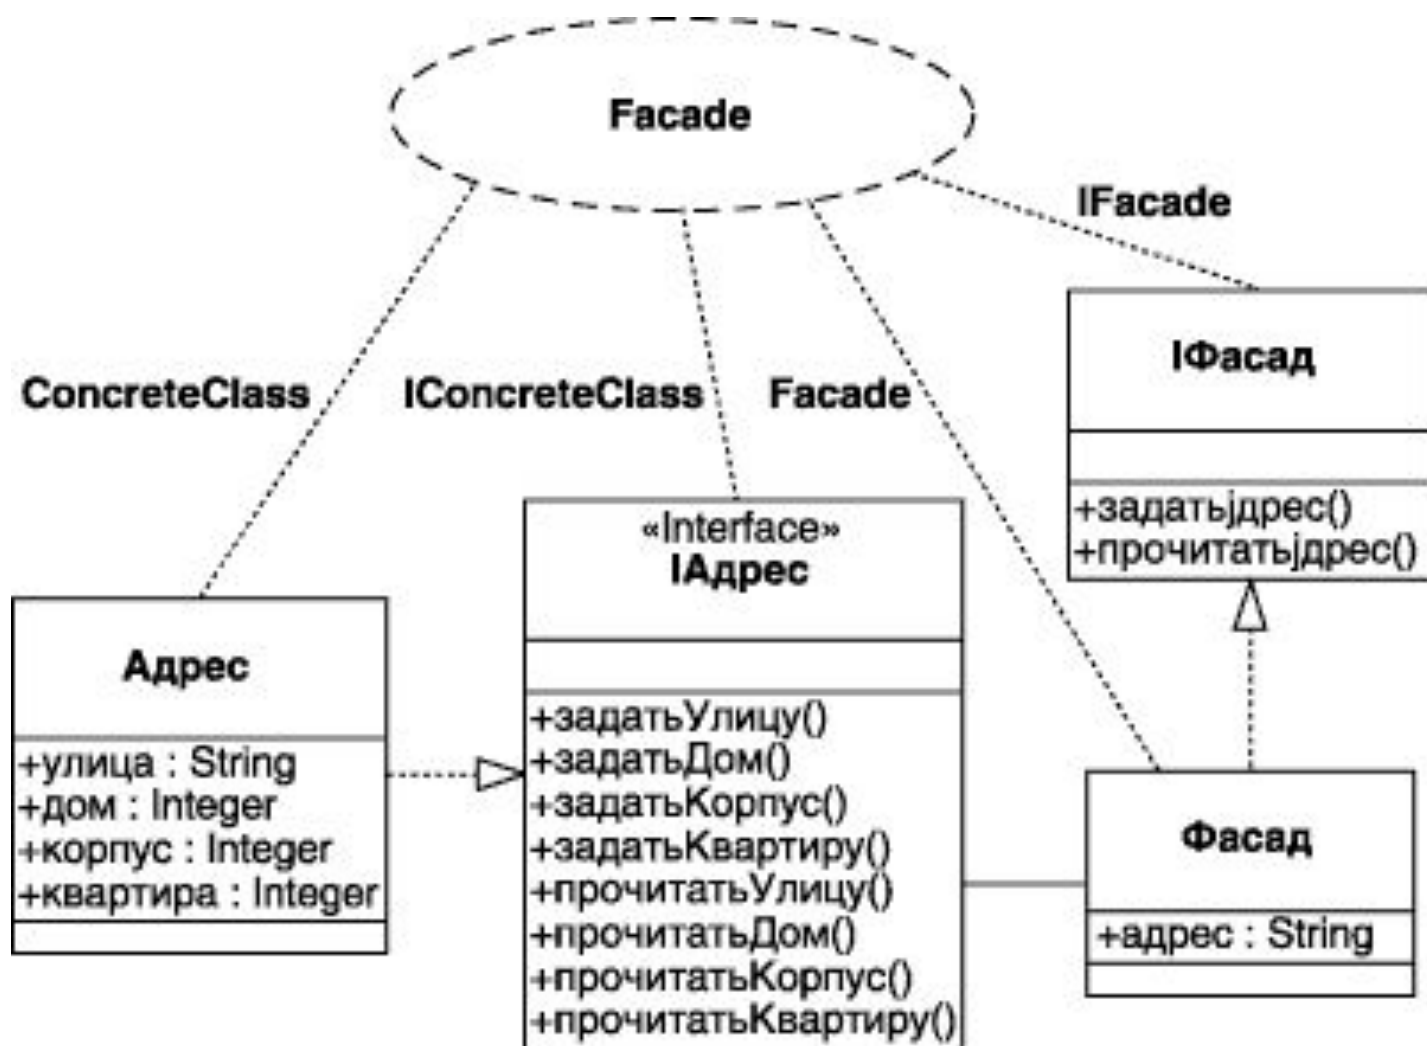 Facade
IFacade
ConcreteClass
IConcreteClass
Facade
IФасад
+задатьjдрес()
+прочитатьjдрес()
«Interface»
IАдрес
+задатьУлицу()
+задатьДом()
+задатьКорпус()
+задатьКвартиру()
+прочитатьУлицу()
+прочитатьДом()
+прочитатьКорпус()
+прочитатьКвартиру()
Адрес
+улица : String
+дом : Integer
+корпус : Integer
+квартира : Integer
Фасад
+адрес : String